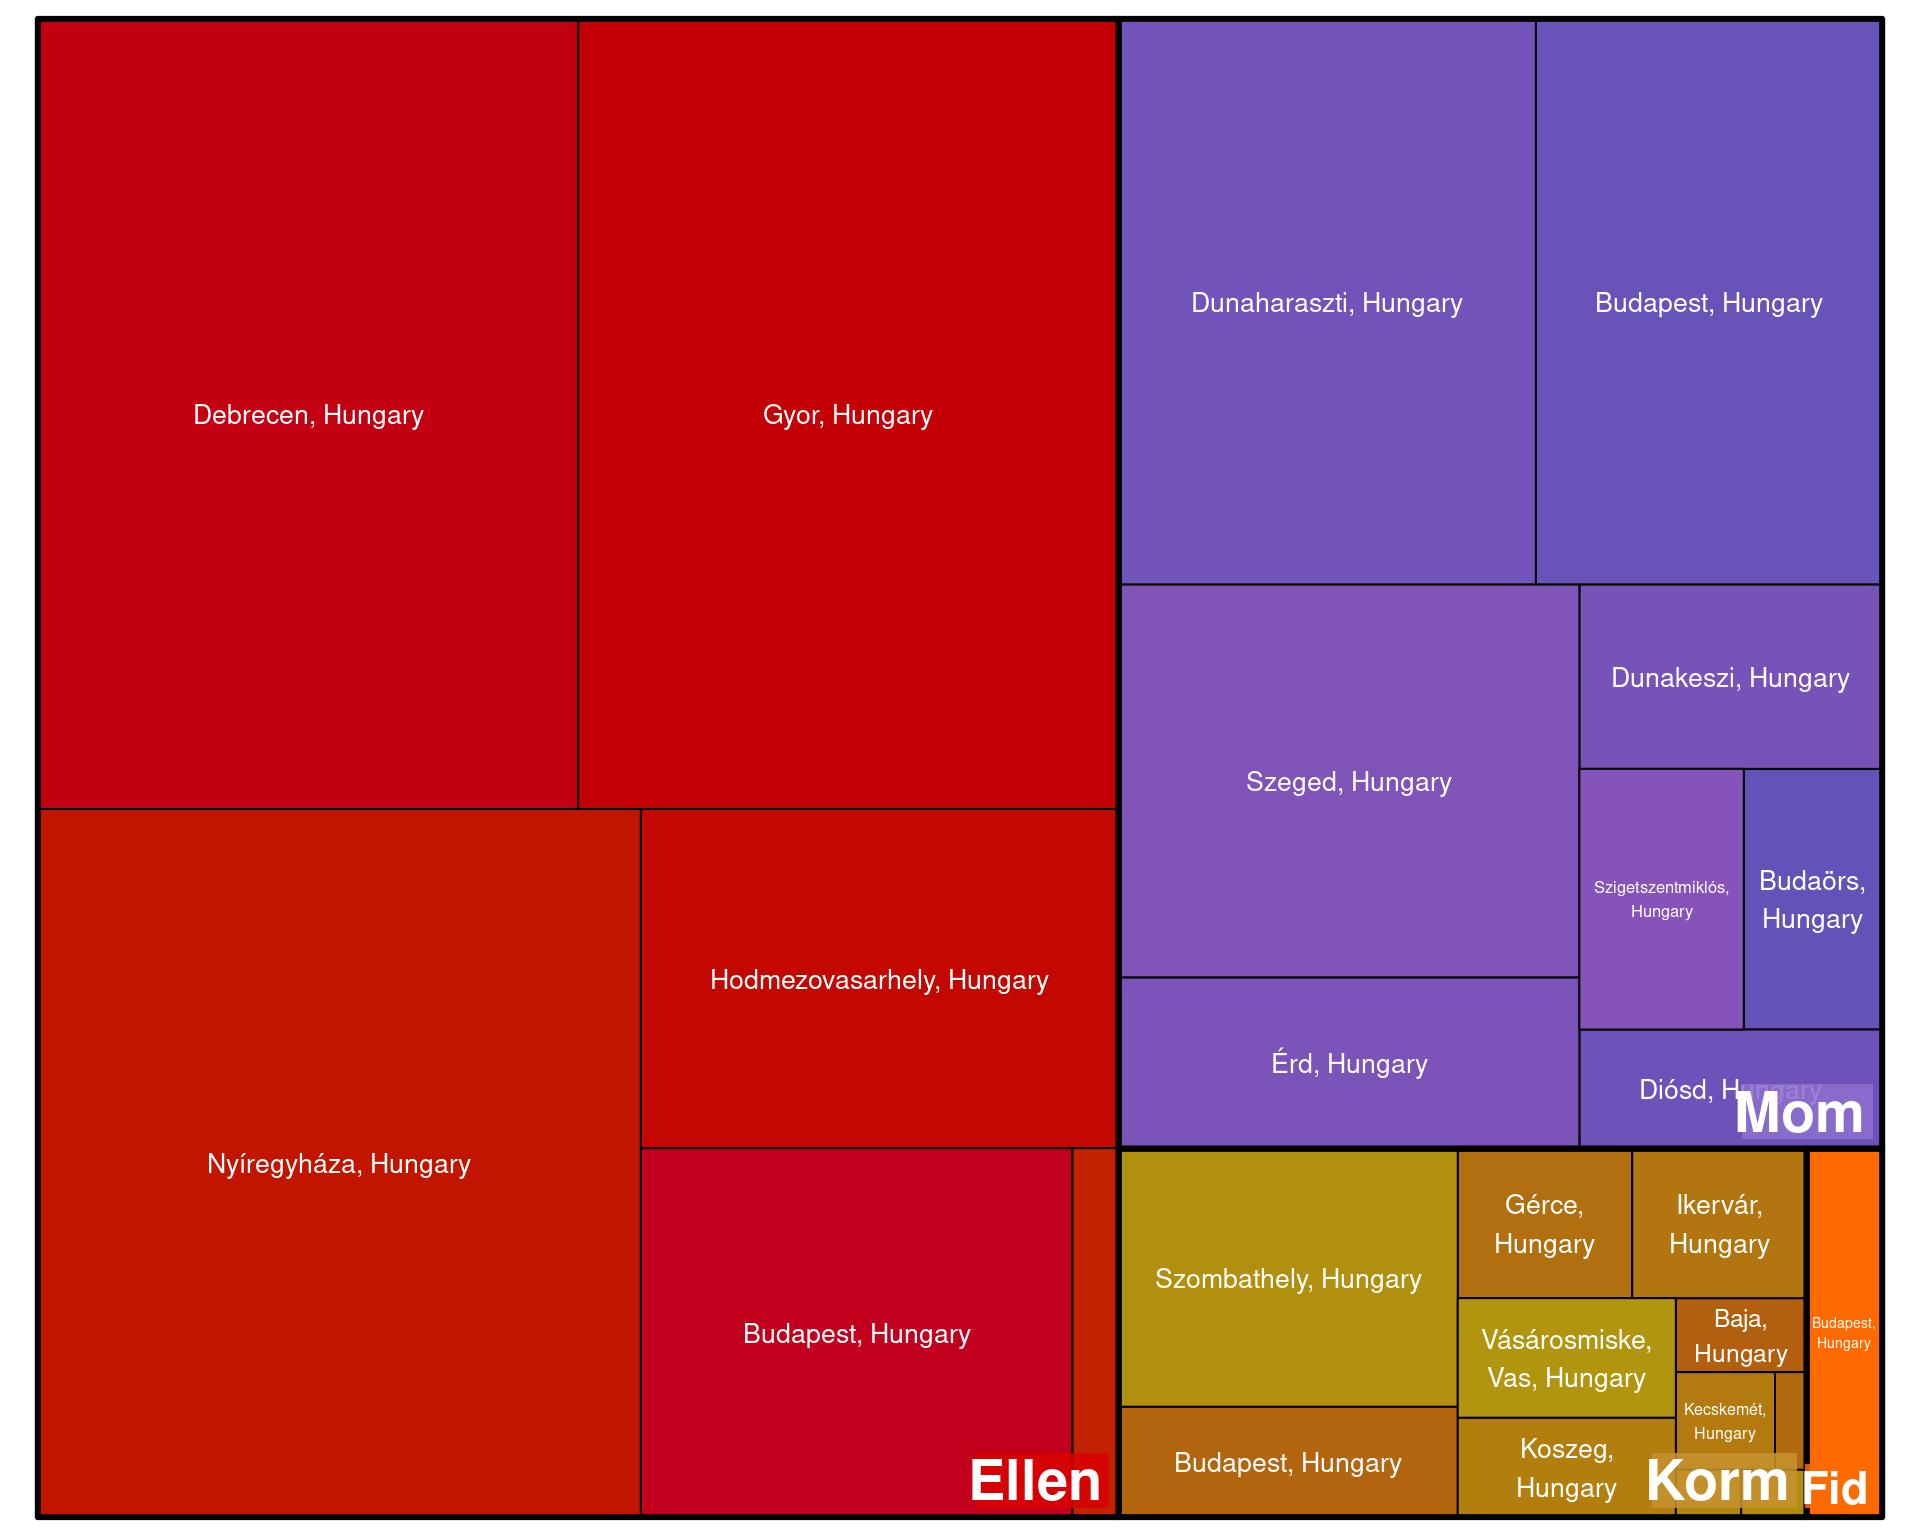 Debrecen, Hungary
Gyor, Hungary
Nyíregyháza, Hungary
Hodmezovasarhely, Hungary
Budapest, Hungary
Ellen
Dunaharaszti, Hungary
Budapest, Hungary
Szeged, Hungary
Dunakeszi, Hungary
Szigetszentmiklós,
Hungary
Budaörs,
Hungary
Érd, Hungary
Diósd, Hungary
Mom
Szombathely, Hungary
Gérce,
Hungary
Ikervár,
Hungary
Vásárosmiske,
Vas, Hungary
Baja,
Hungary
Kecskemét,
Hungary
Budapest, Hungary
Koszeg,
Hungary
Korm
Budapest,
Hungary
Fid